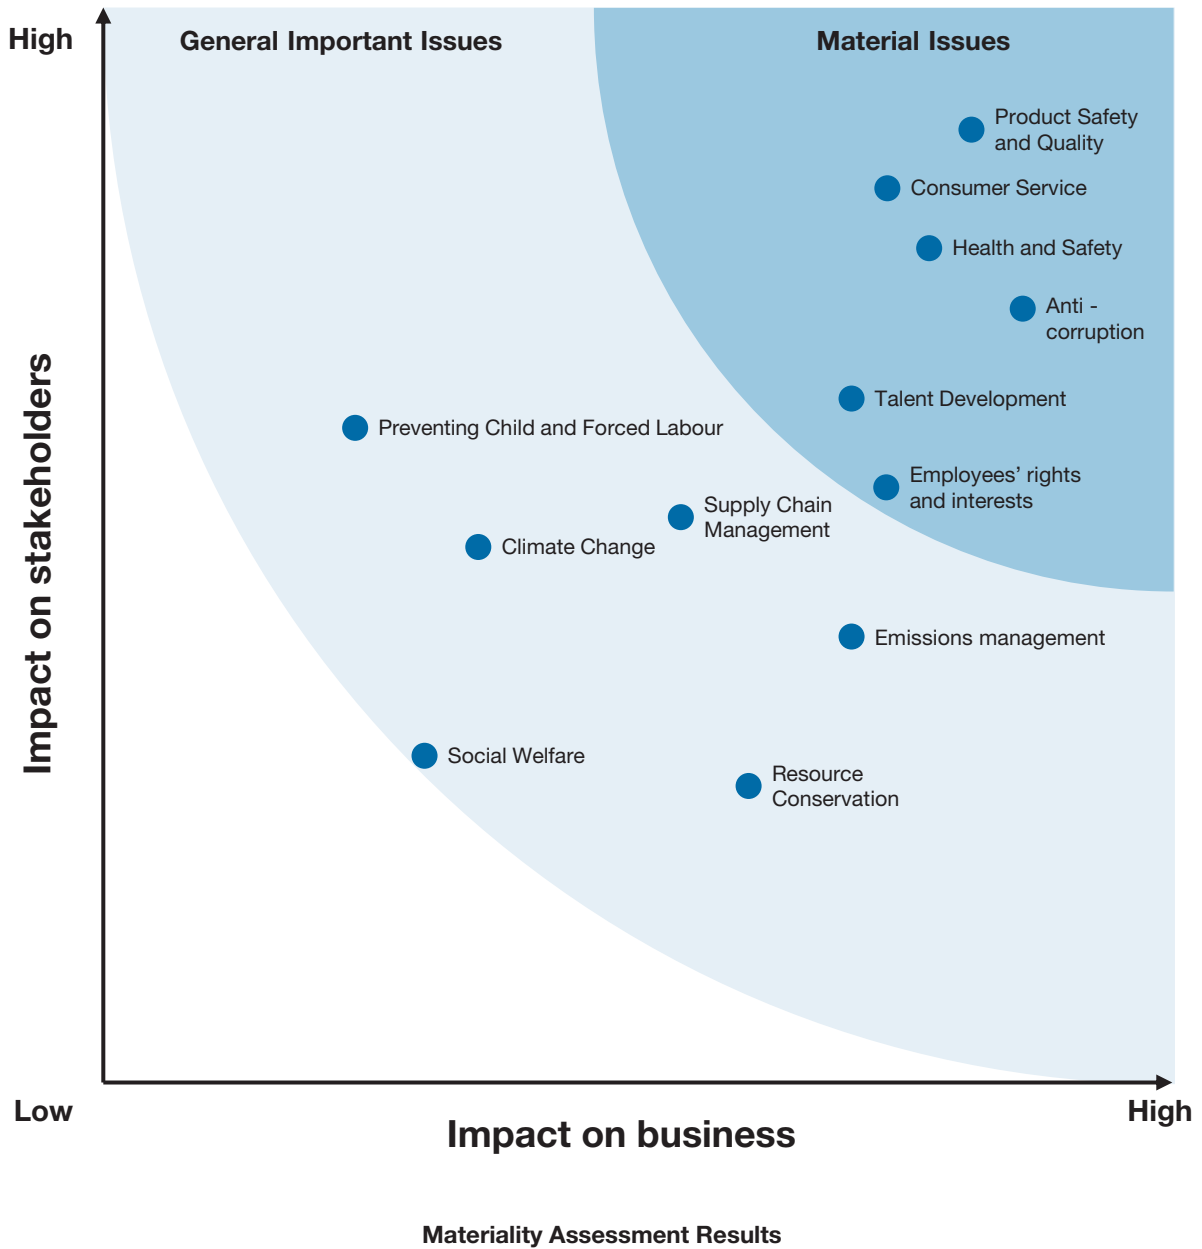 High
General Important Issues
Material Issues
Product Safety
and Quality
Consumer Service
Health and Safety
Anti -
corruption
Talent Development
Preventing Child and Forced Labour
Employees’ rights
and interests
Supply Chain
Management
Climate Change
Emissions management
Social Welfare
Resource
Conservation
Impact on stakeholders
Low
High
Impact on business
Materiality Assessment Results